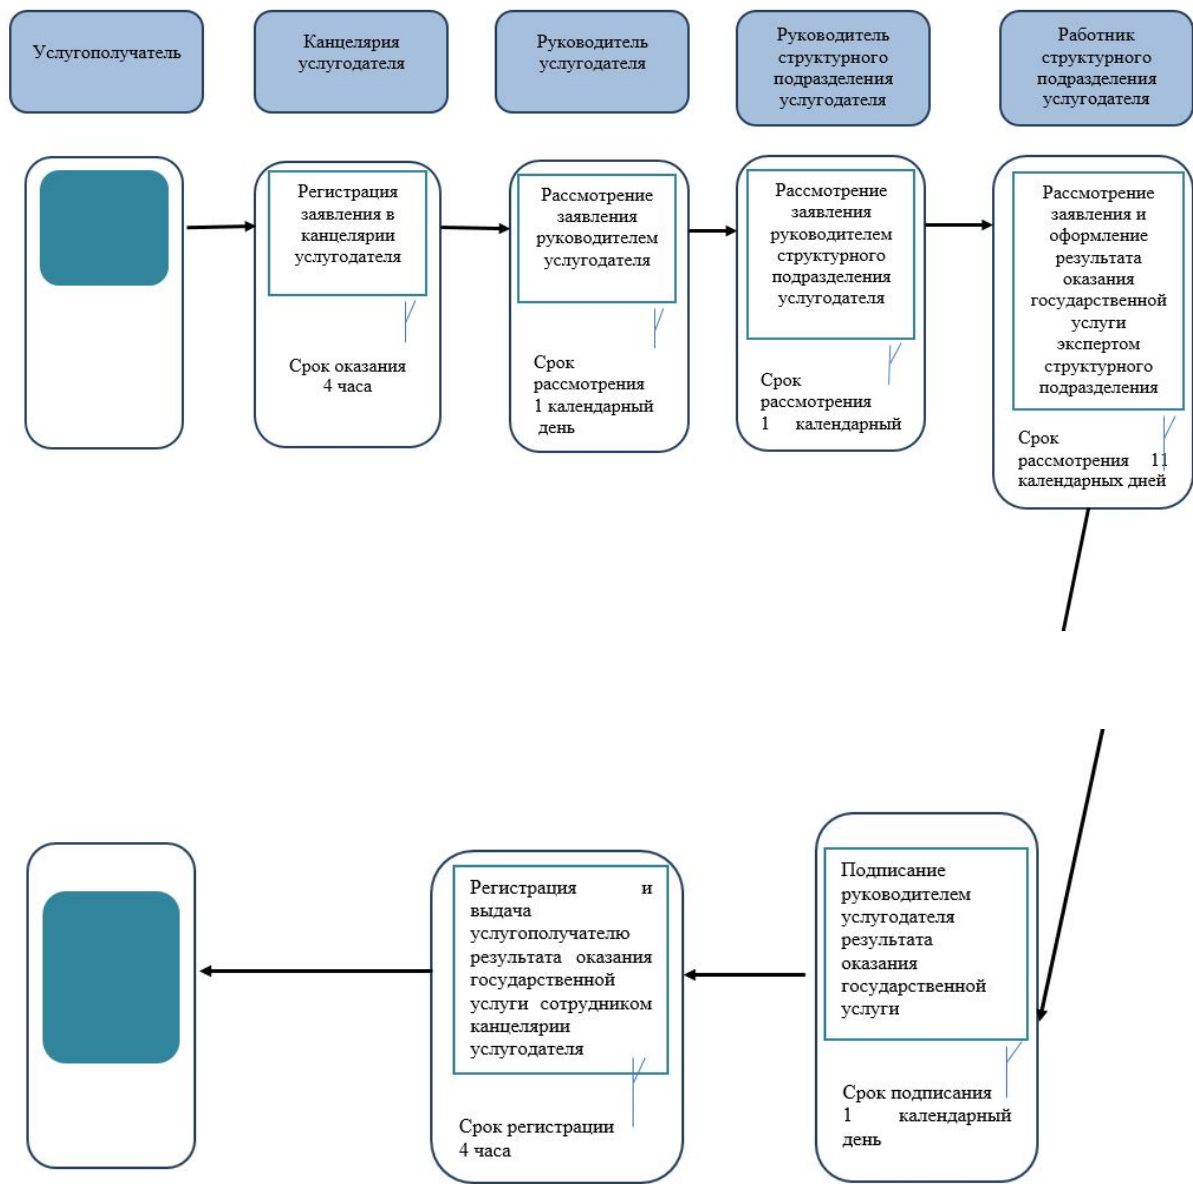 Услугополучатель
Канцелярия
услугодателя
Руководитель
услугодателя
Руководитель
структурного
подразделения
услугодателя
Работник
структурного
подразделения
услугодателя
Регистрация
заявления в
канцелярии
услугодателя
Срок оказания
4 часа
Рассмотрение
заявления
руководителем
услугодателя
Срок
рассмотрения
1 календарный
день
Рассмотрение
заявления
руководителем
структурного
подразделения
услугодателя
Срок
рассмотрения
1 календарный
Рассмотрение
заявления и
оформление
результата
оказания
государственной
услуги
экспертом
структурного
подразделения
Срок
рассмотрения 11
календарных дней
Регистрация и
выдача
услугополучателю
результата оказания
государственной
услуги сотрудником
канцелярии
услугодателя
Срок регистрации
4 часа
Подписание
руководителем
услугодателя
результата
оказания
государственной
услуги
Срок подписания
1 календарный
день